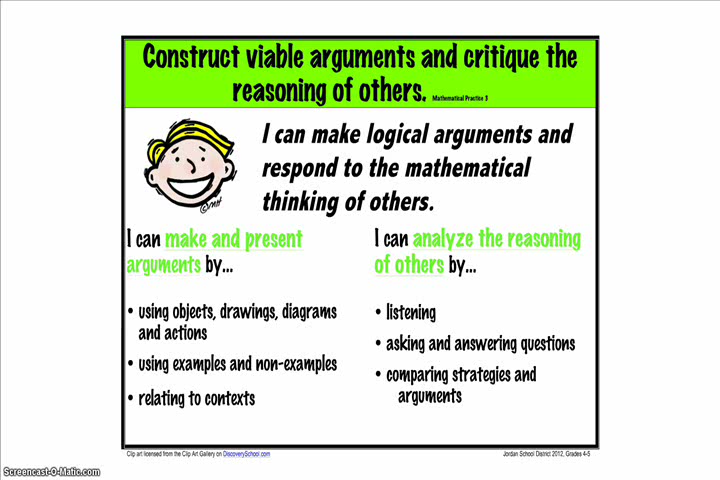 Construct viable arguments and critique the
reasoning of others. Mathematical Practice 3
I can make logical arguments and
respond to the mathematical
thinking of others.
©MH
I can make and present
arguments by...
• using objects, drawings, diagrams
and actions
• using examples and non-examples
• relating to contexts
I can analyze the reasoning
of others by...
• listening
• asking and answering questions
• comparing strategies and
arguments
Clip art licensed from the Clip Art Gallery on DiscoverySchool.com
Jordan School District 2012, Grades 4-5
Screencast-O-Matic.com